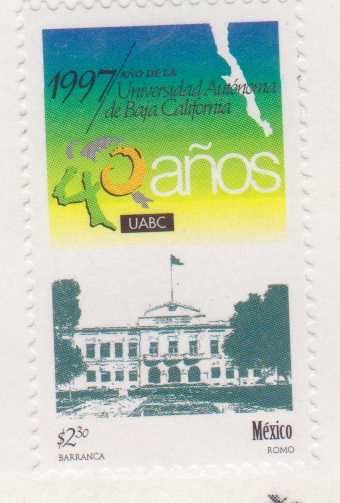 1997/ AÑO DE LA
Universidad Autónoma
de Baja California
40 años
UABC
$2.30
México
BARRANCA
ROMO